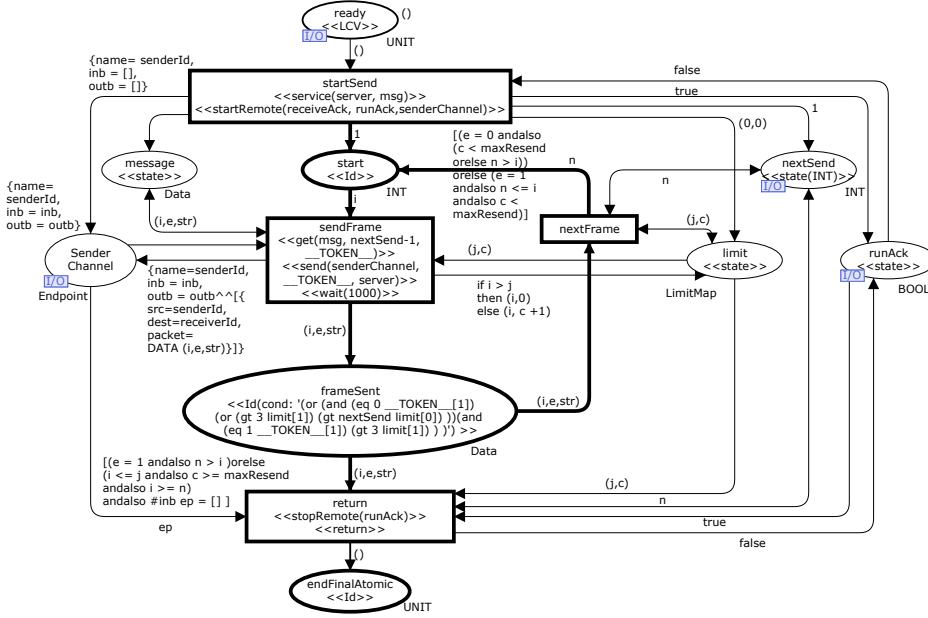 ready
<<LCV>>
()
I/O
UNIT
()
{name= senderId,
inb = [],
outb = []}
startSend
<<service(server, msg)>>
<<startRemote(receiveAck, runAck,senderChannel)>>
false
true
1
(0,0)
1
message
<<state>>
Data
start
<<Id>>
INT
[(e = 0 andalso
(c < maxResend
orelse n > i))
orelse (e = 1
andalso n <= i
andalso c <
maxResend)]
n
n
nextSend
<<state(INT)>>
I/O
INT
{name=
senderId,
inb = inb,
outb = outb}
(i,e,str)
i
sendFrame
<<get(msg, nextSend-1,
__TOKEN__)>>
<<send(senderChannel,
__TOKEN__, server)>>
<<wait(1000)>>
nextFrame
(j,c)
(j,c)
Sender
Channel
I/O
Endpoint
limit
<<state>>
LimitMap
runAck
<<state>>
I/O
BOOL
{name=senderId,
inb = inb,
outb = outb^^[{
src=senderId,
dest=receiverId,
packet=
DATA (i,e,str)}]}
if i > j
then (i,0)
else (i, c +1)
(i,e,str)
frameSent
<<Id(cond: '(or (and (eq 0 __TOKEN__[1])
(or (gt 3 limit[1]) (gt nextSend limit[0]) ))(and
(eq 1 __TOKEN__[1]) (gt 3 limit[1]) ) )') >>
Data
(i,e,str)
[(e = 1 andalso n > i )orelse
(i <= j andalso c >= maxResend
andalso i >= n)
andalso #inb ep = [] ]
(i,e,str)
ep
return
<<stopRemote(runAck)>>
<<return>>
(j,c)
n
true
false
()
endFinalAtomic
<<Id>>
UNIT